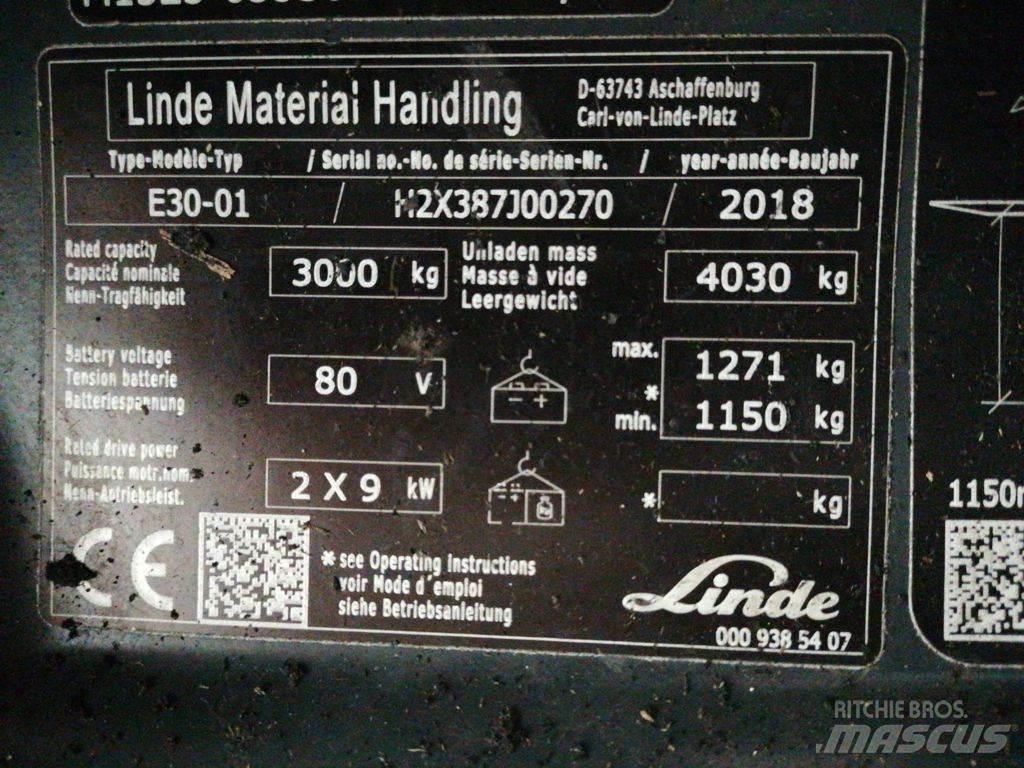 Linde Material Handling
D-63743 Aschaffenburg
Carl-von-Linde-Platz
Type-Modèle-Typ / Serial no.-No. de série-Serien-Nr. / year-année-Baujahr
E30-01 / H2X387J00270 / 2018
Rated capacity
Capacité nominale
Nenn-Tragfähigkeit
3000 kg
Unladen mass
Masse à vide
Leergewicht
4030 kg
Battery voltage
Tension batterie
Batteriespannung
80 V
- +
max. 1271 kg
*
min. 1150 kg
Rated drive power
Puissance motr.nom.
Nenn-Antriebsleist.
2 X 9 kW
* kg
CE
* see Operating Instructions
voir Mode d'emploi
siehe Betriebsanleitung
Linde
000 938 54 07
RITCHIE BROS.
MASCUS